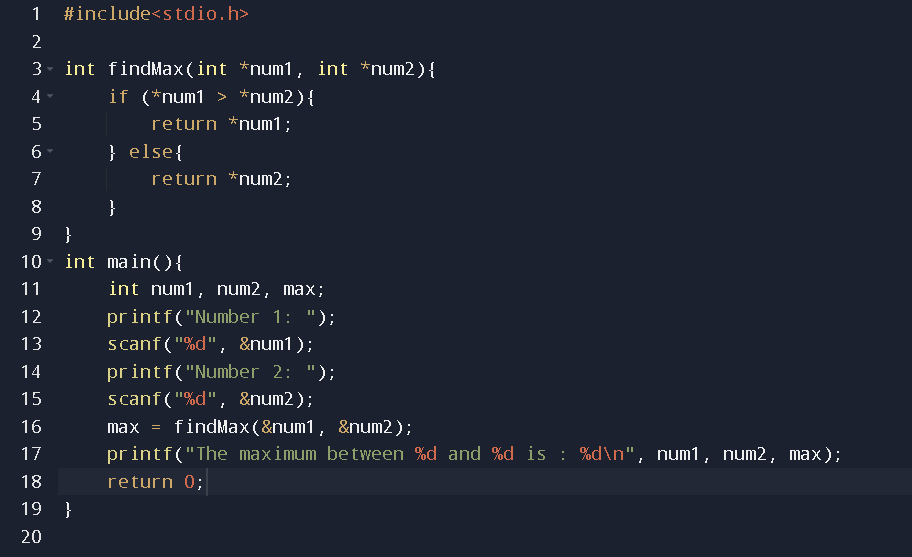 1 #include<stdio.h>
2
3 int findMax(int *num1, int *num2){
4     if (*num1 > *num2){
5         return *num1;
6     } else{
7         return *num2;
8     }
9 }
10 int main(){
11     int num1, num2, max;
12     printf("Number 1: ");
13     scanf("%d", &num1);
14     printf("Number 2: ");
15     scanf("%d", &num2);
16     max = findMax(&num1, &num2);
17     printf("The maximum between %d and %d is : %d\n", num1, num2, max);
18     return 0;
19 }
20